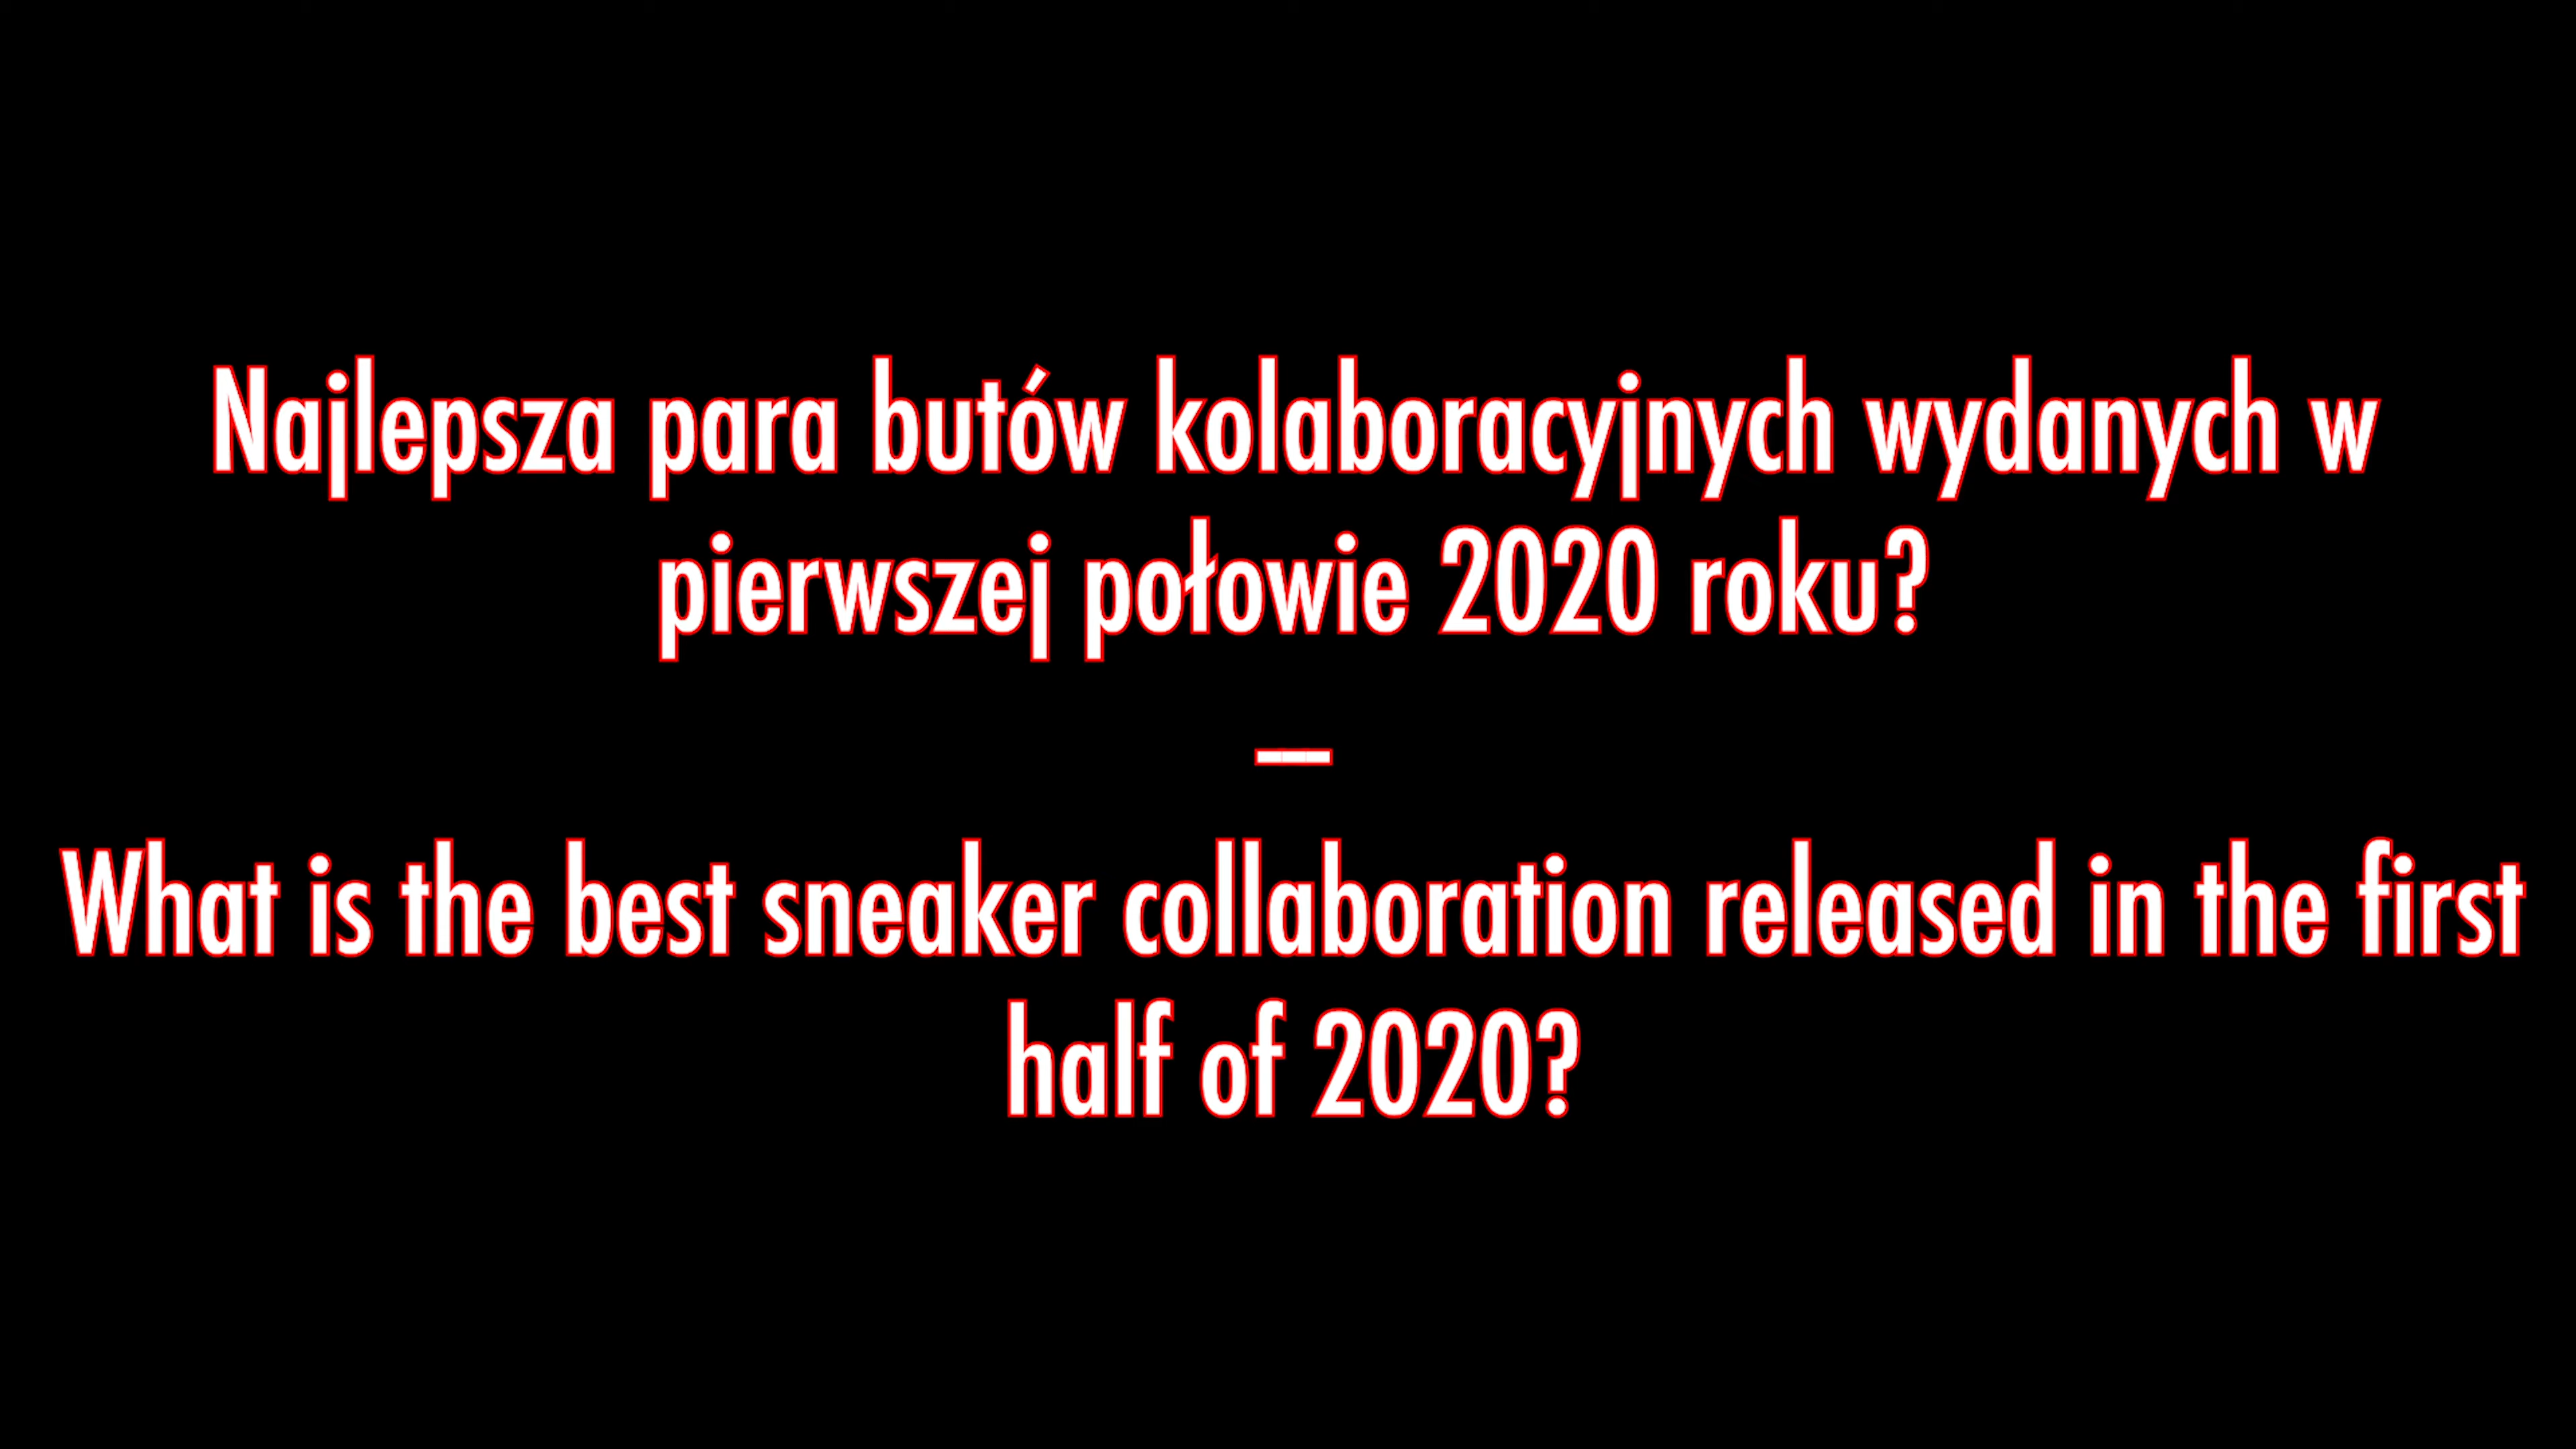 Najlepsza para butów kolaboracyjnych wydanych w
pierwszej połowie 2020 roku?
—
What is the best sneaker collaboration released in the first
half of 2020?